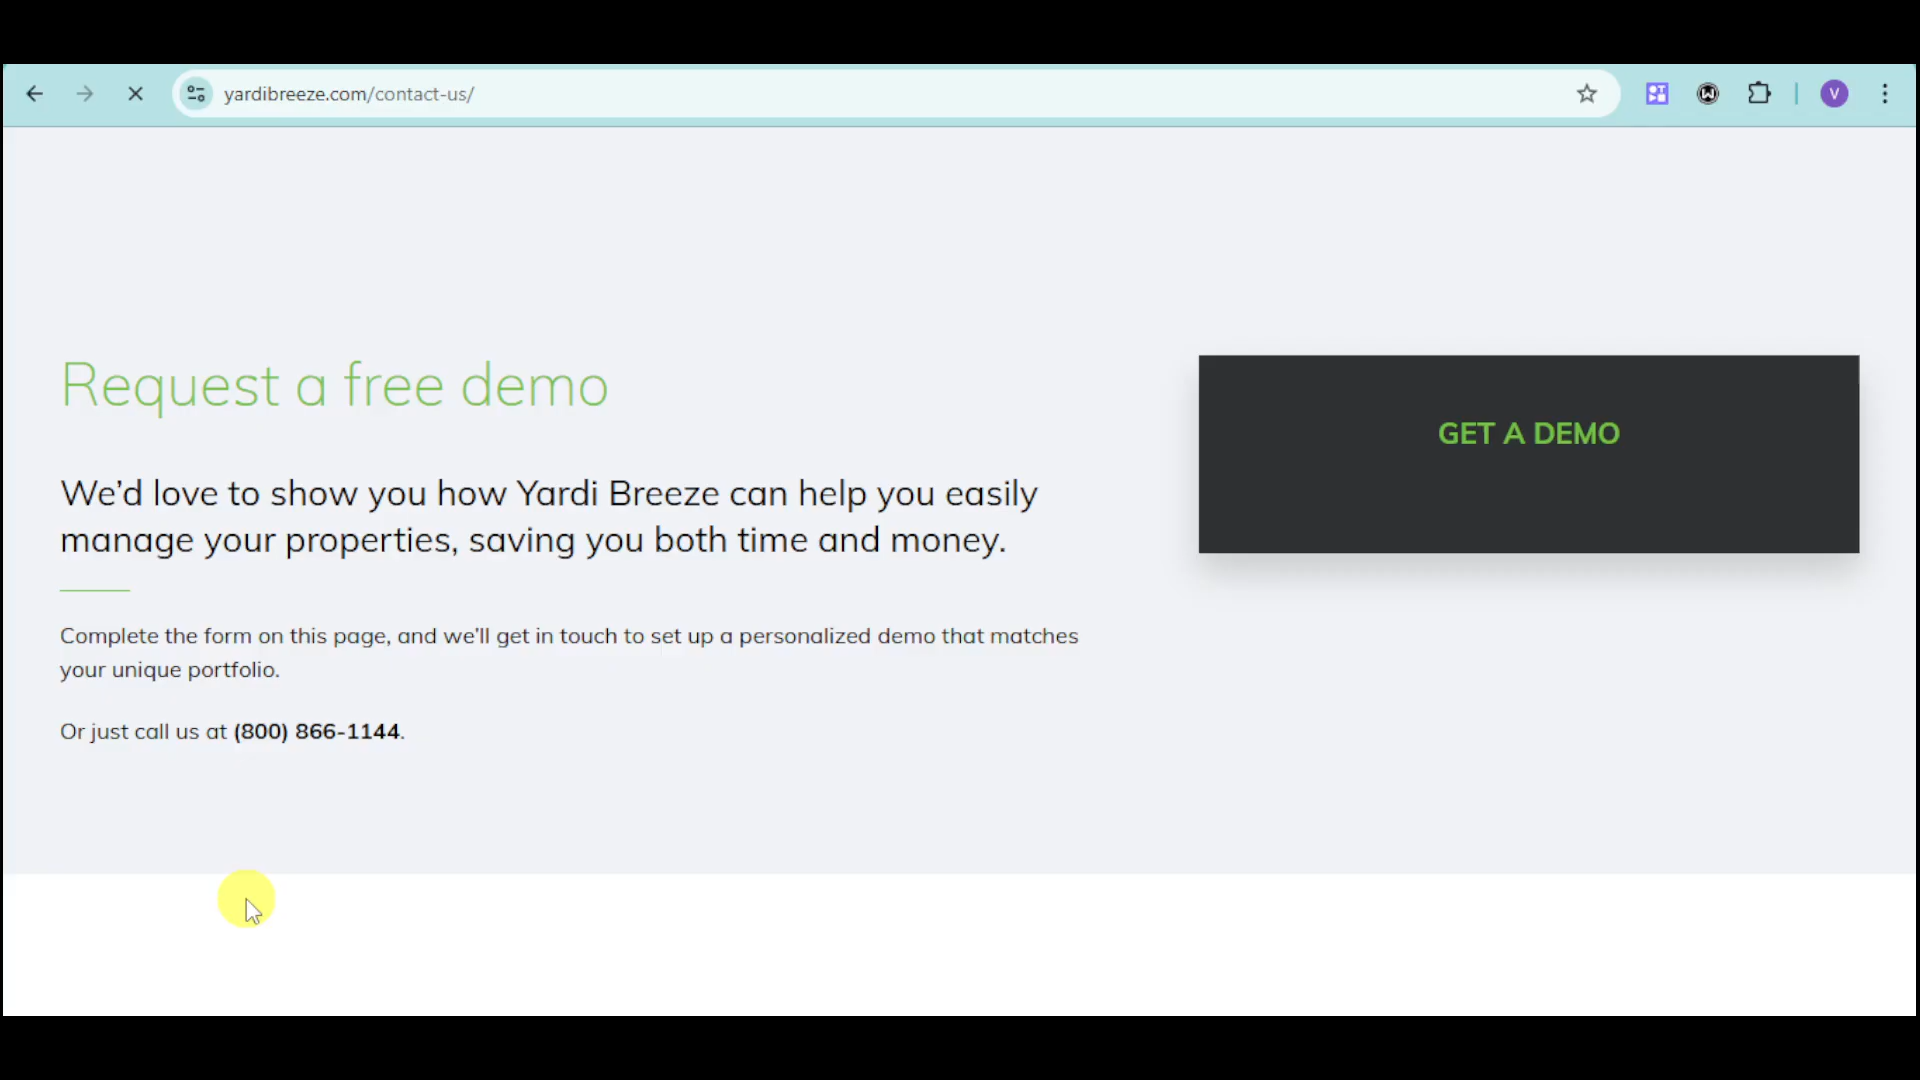 yardibreeze.com/contact-us/
V
Request a free demo
GET A DEMO
We'd love to show you how Yardi Breeze can help you easily
manage your properties, saving you both time and money.
Complete the form on this page, and we'll get in touch to set up a personalized demo that matches
your unique portfolio.
Or just call us at (800) 866-1144.